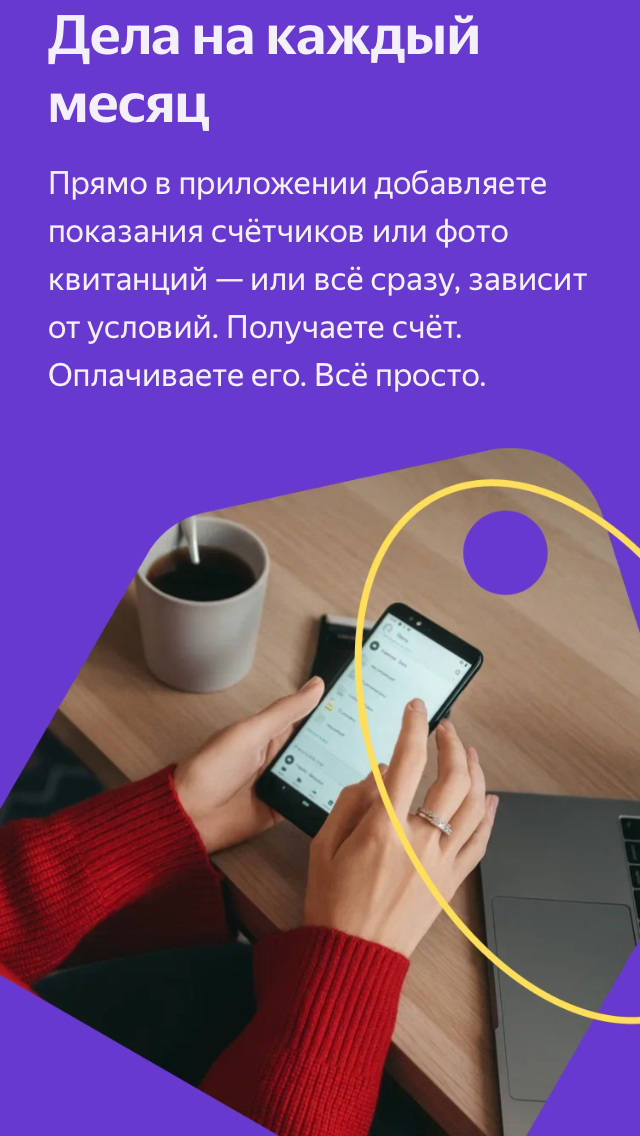 Дела на каждый
месяц
Прямо в приложении добавляете
показания счётчиков или фото
квитанций — или всё сразу, зависит
от условий. Получаете счёт.
Оплачиваете его. Всё просто.